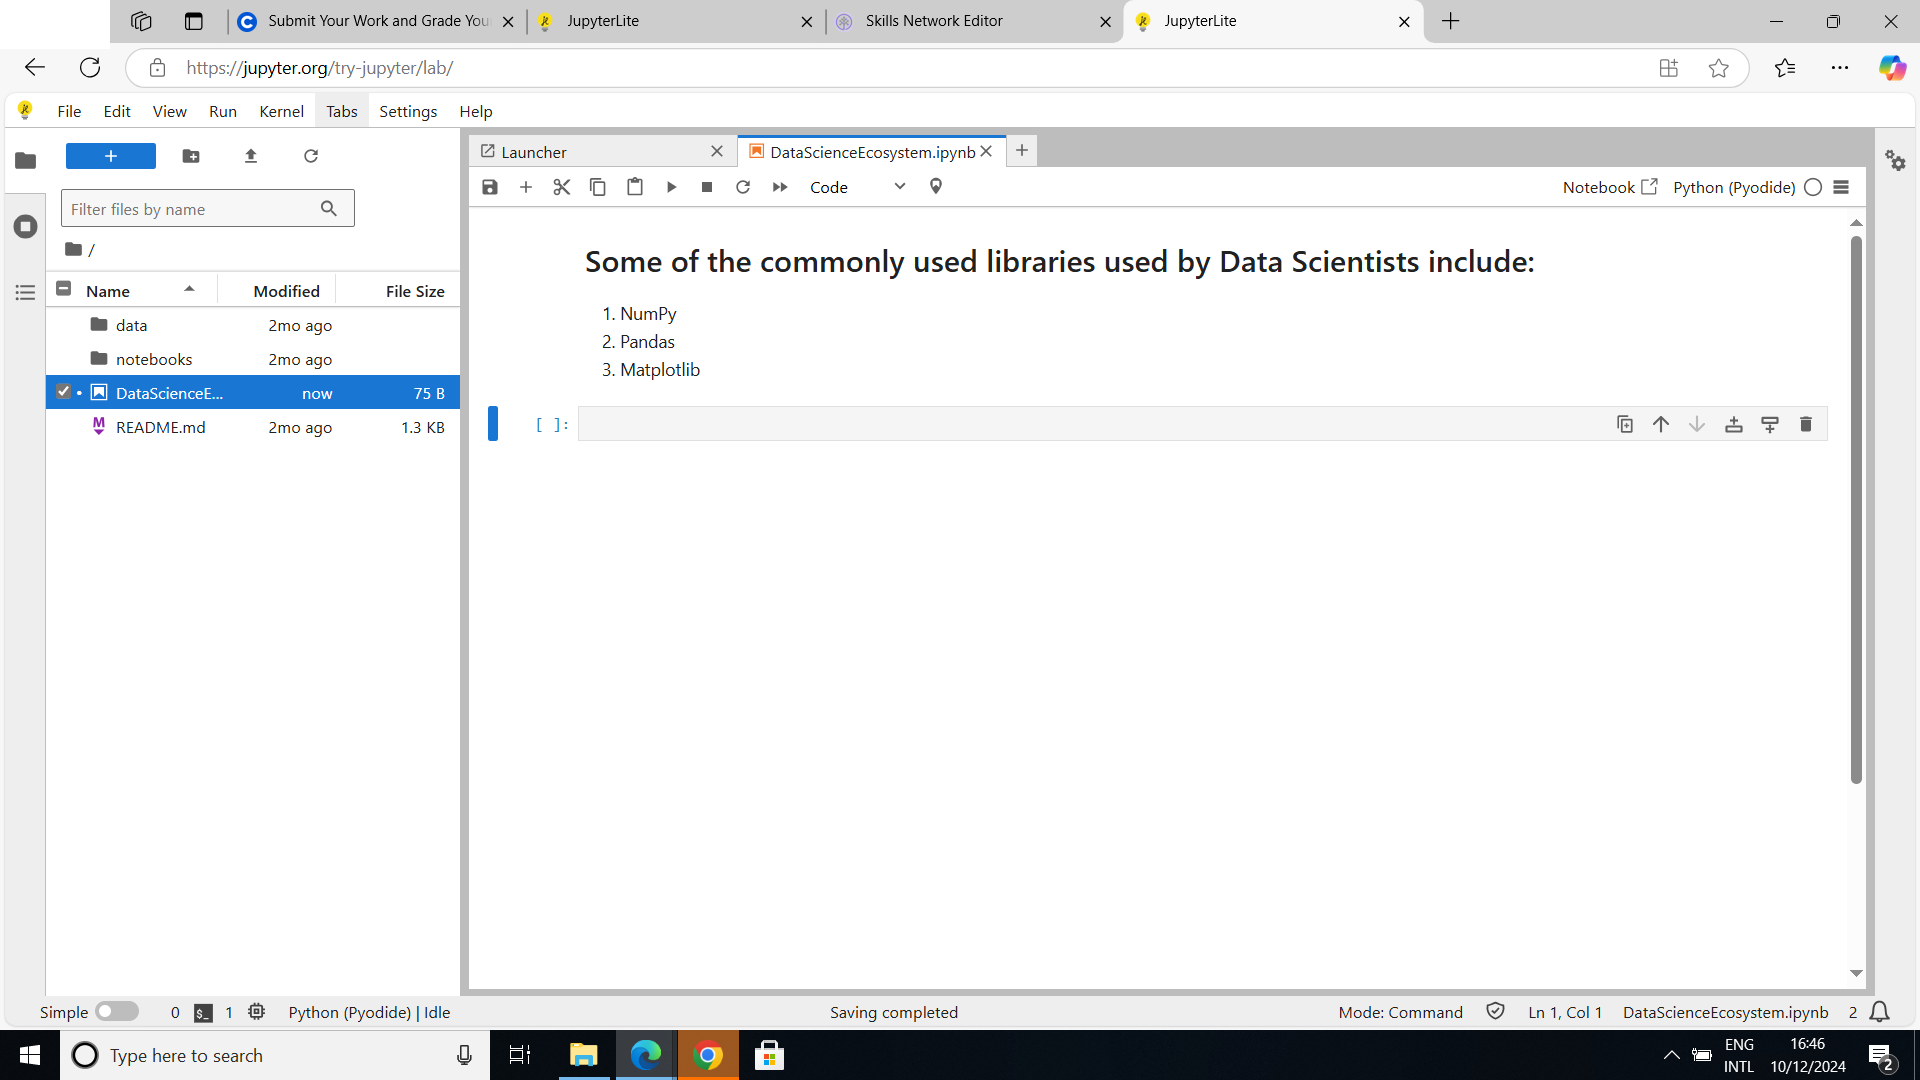 Submit Your Work and Grade You
JupyterLite
Skills Network Editor
JupyterLite
https://jupyter.org/try-jupyter/lab/
File Edit View Run Kernel Tabs Settings Help
Launcher
DataScienceEcosystem.ipynb
Code
Notebook
Python (Pyodide)
Filter files by name
/
Name Modified File Size
data 2mo ago
notebooks 2mo ago
DataScienceE... now 75 B
README.md 2mo ago 1.3 KB
Some of the commonly used libraries used by Data Scientists include:
1. NumPy
2. Pandas
3. Matplotlib
[ ]:
Simple 0 $_ 1 Python (Pyodide) | Idle Saving completed Mode: Command Ln 1, Col 1 DataScienceEcosystem.ipynb 2
Type here to search
ENG
INTL
16:46
10/12/2024
2